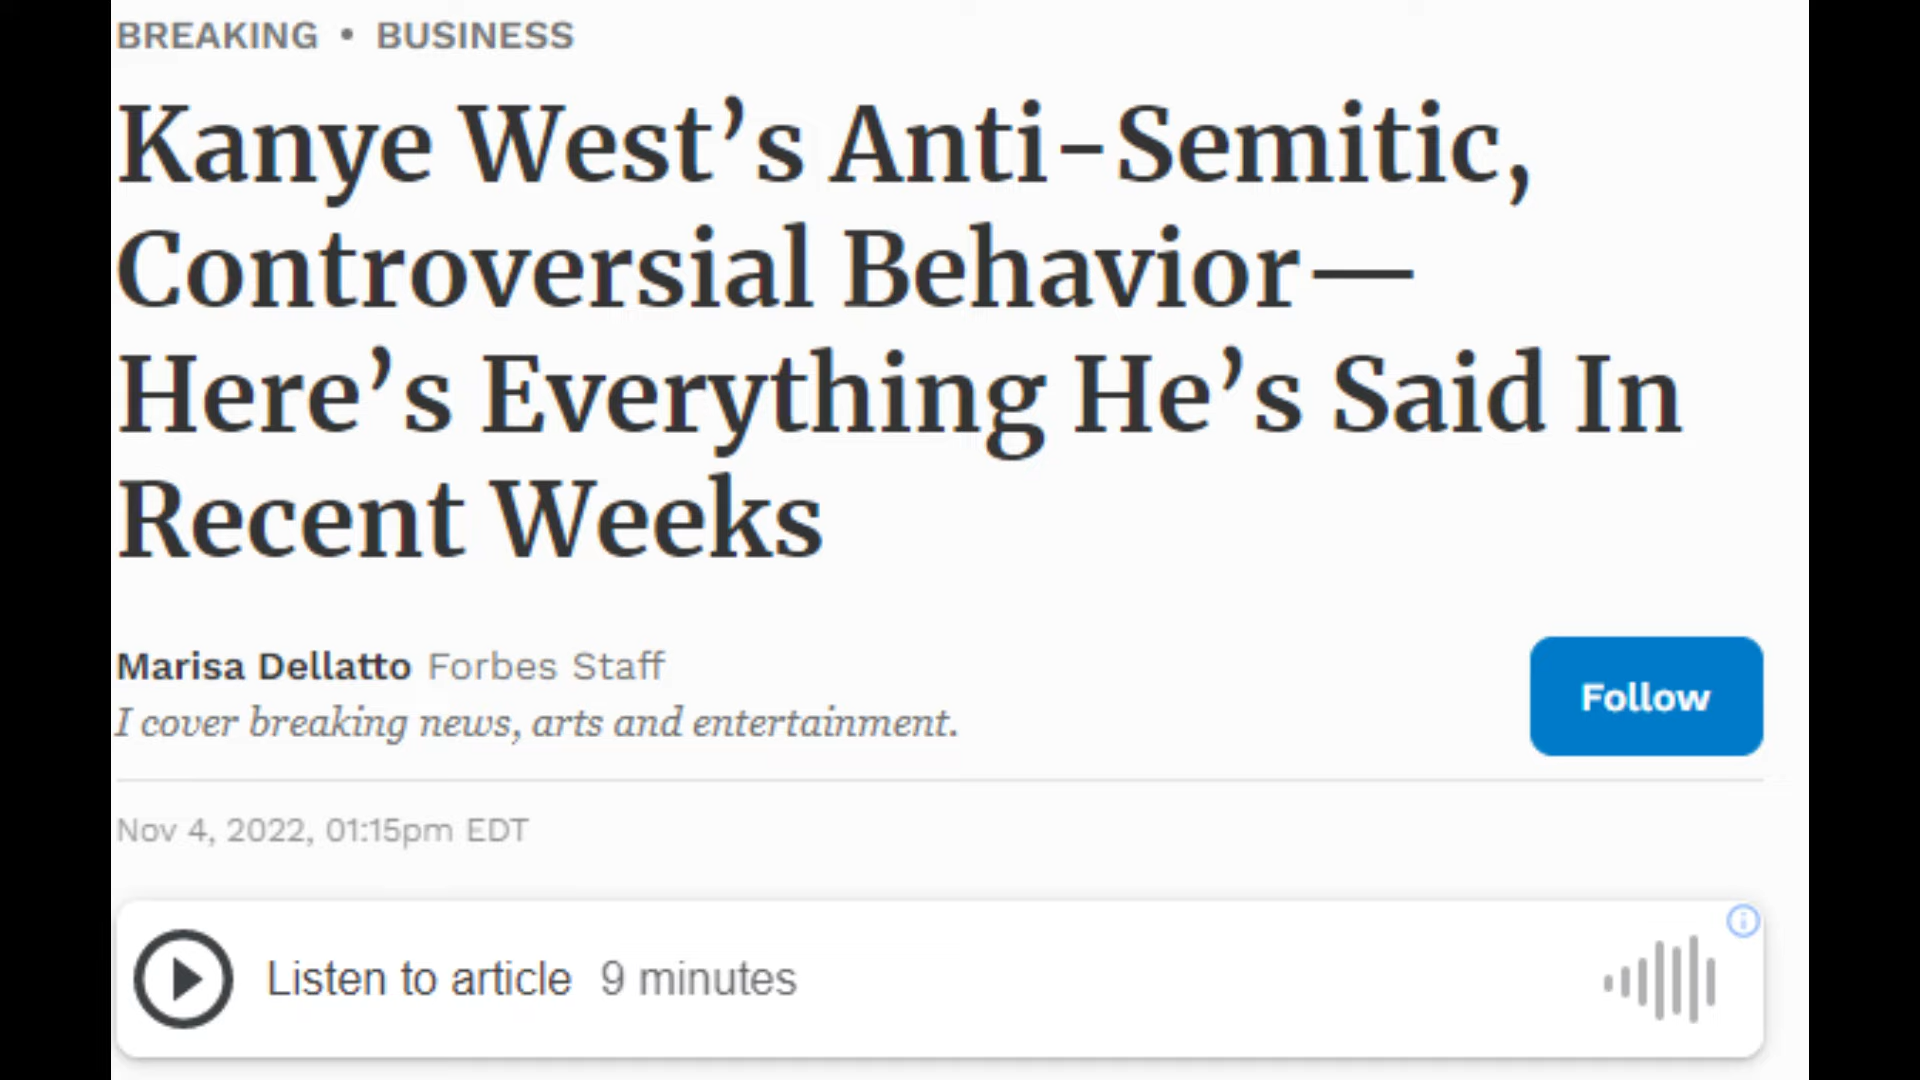 BREAKING • BUSINESS
Kanye West’s Anti-Semitic,
Controversial Behavior—
Here’s Everything He’s Said In
Recent Weeks
Marisa Dellatto Forbes Staff
I cover breaking news, arts and entertainment.
Follow
Nov 4, 2022, 01:15pm EDT
Listen to article 9 minutes